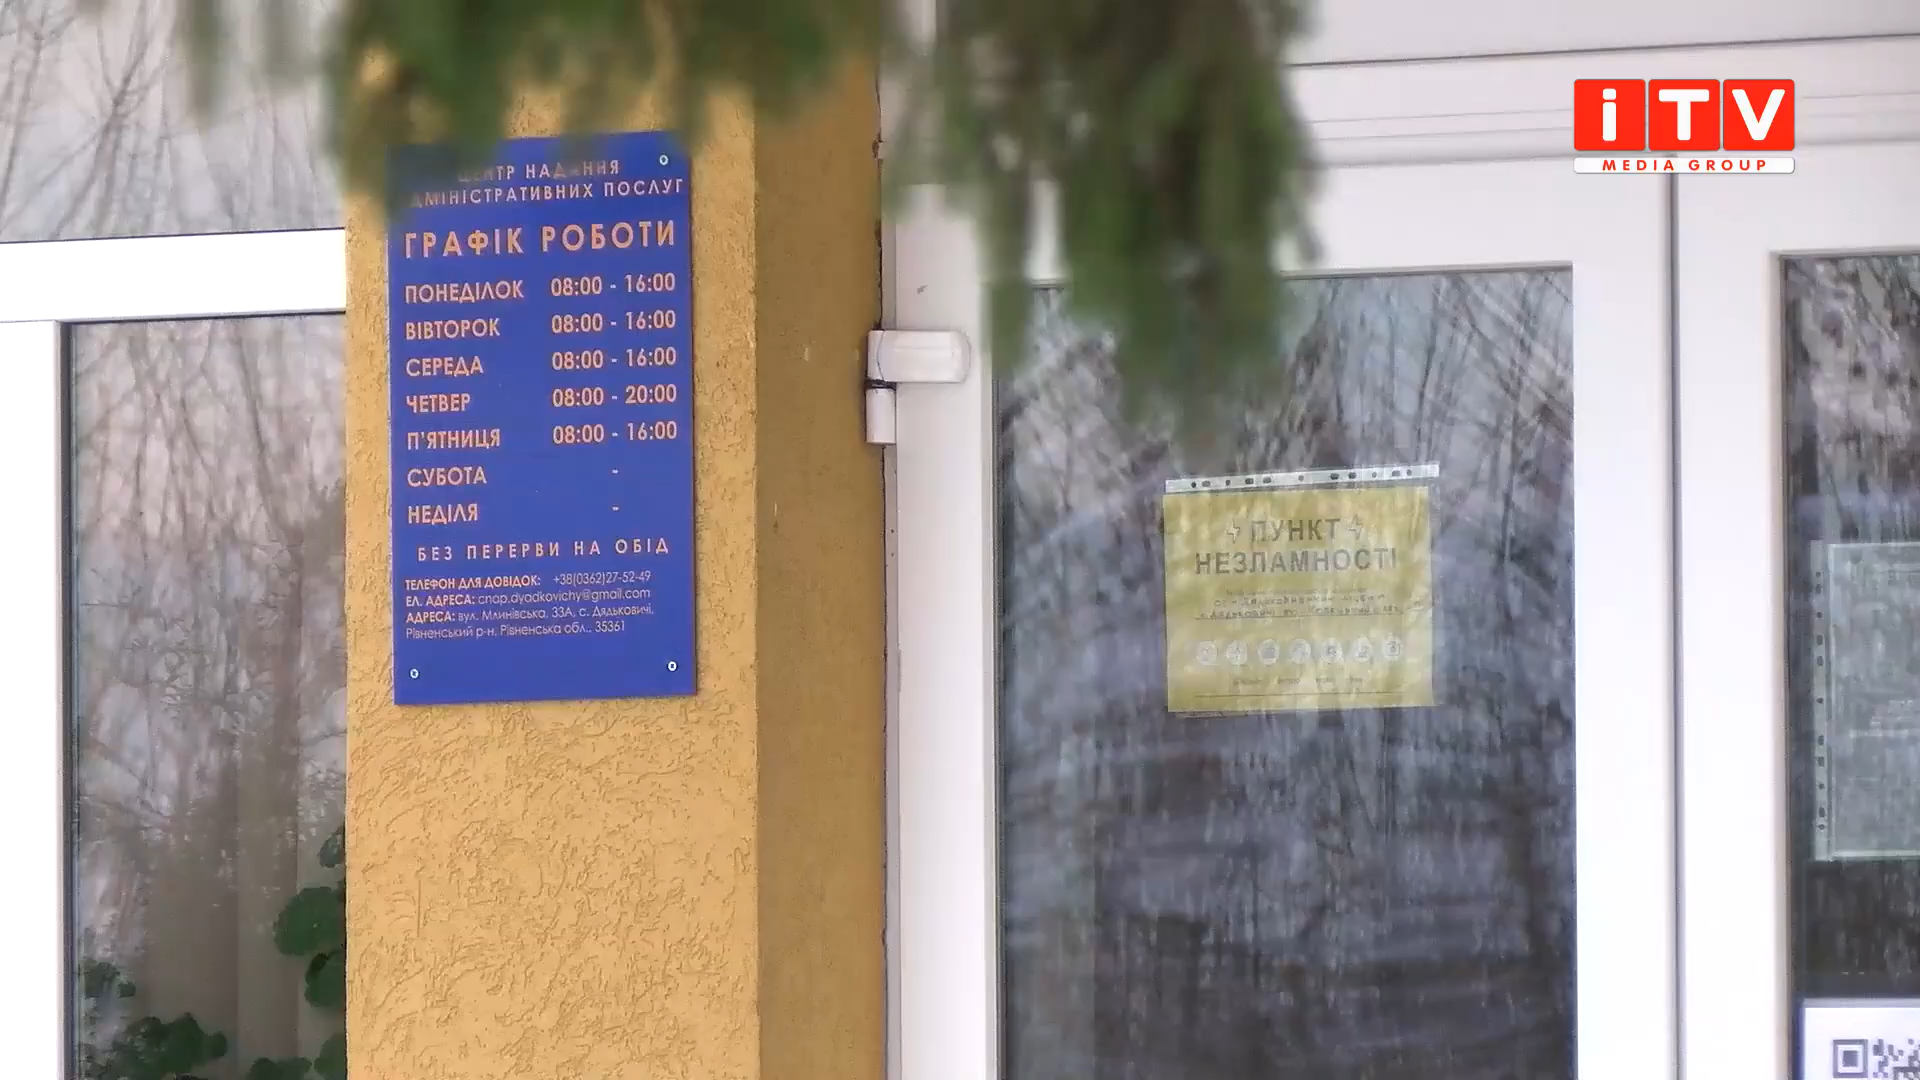 ЦЕНТР НАДАННЯ
АДМІНІСТРАТИВНИХ ПОСЛУГ
ГРАФІК РОБОТИ
ПОНЕДІЛОК 08:00 - 16:00
ВІВТОРОК 08:00 - 16:00
СЕРЕДА 08:00 - 16:00
ЧЕТВЕР 08:00 - 20:00
П'ЯТНИЦЯ 08:00 - 16:00
СУБОТА -
НЕДІЛЯ -
БЕЗ ПЕРЕРВИ НА ОБІД
ТЕЛЕФОН ДЛЯ ДОВІДОК: +38(0362)27-52-49
ЕЛ. АДРЕСА: cnap.dyadkovichy@gmail.com
АДРЕСА: вул. Млинівська, 33А, с. Дядьковичі,
Рівненський р-н, Рівненська обл., 35361
ПУНКТ
НЕЗЛАМНОСТІ
iTV
MEDIA GROUP